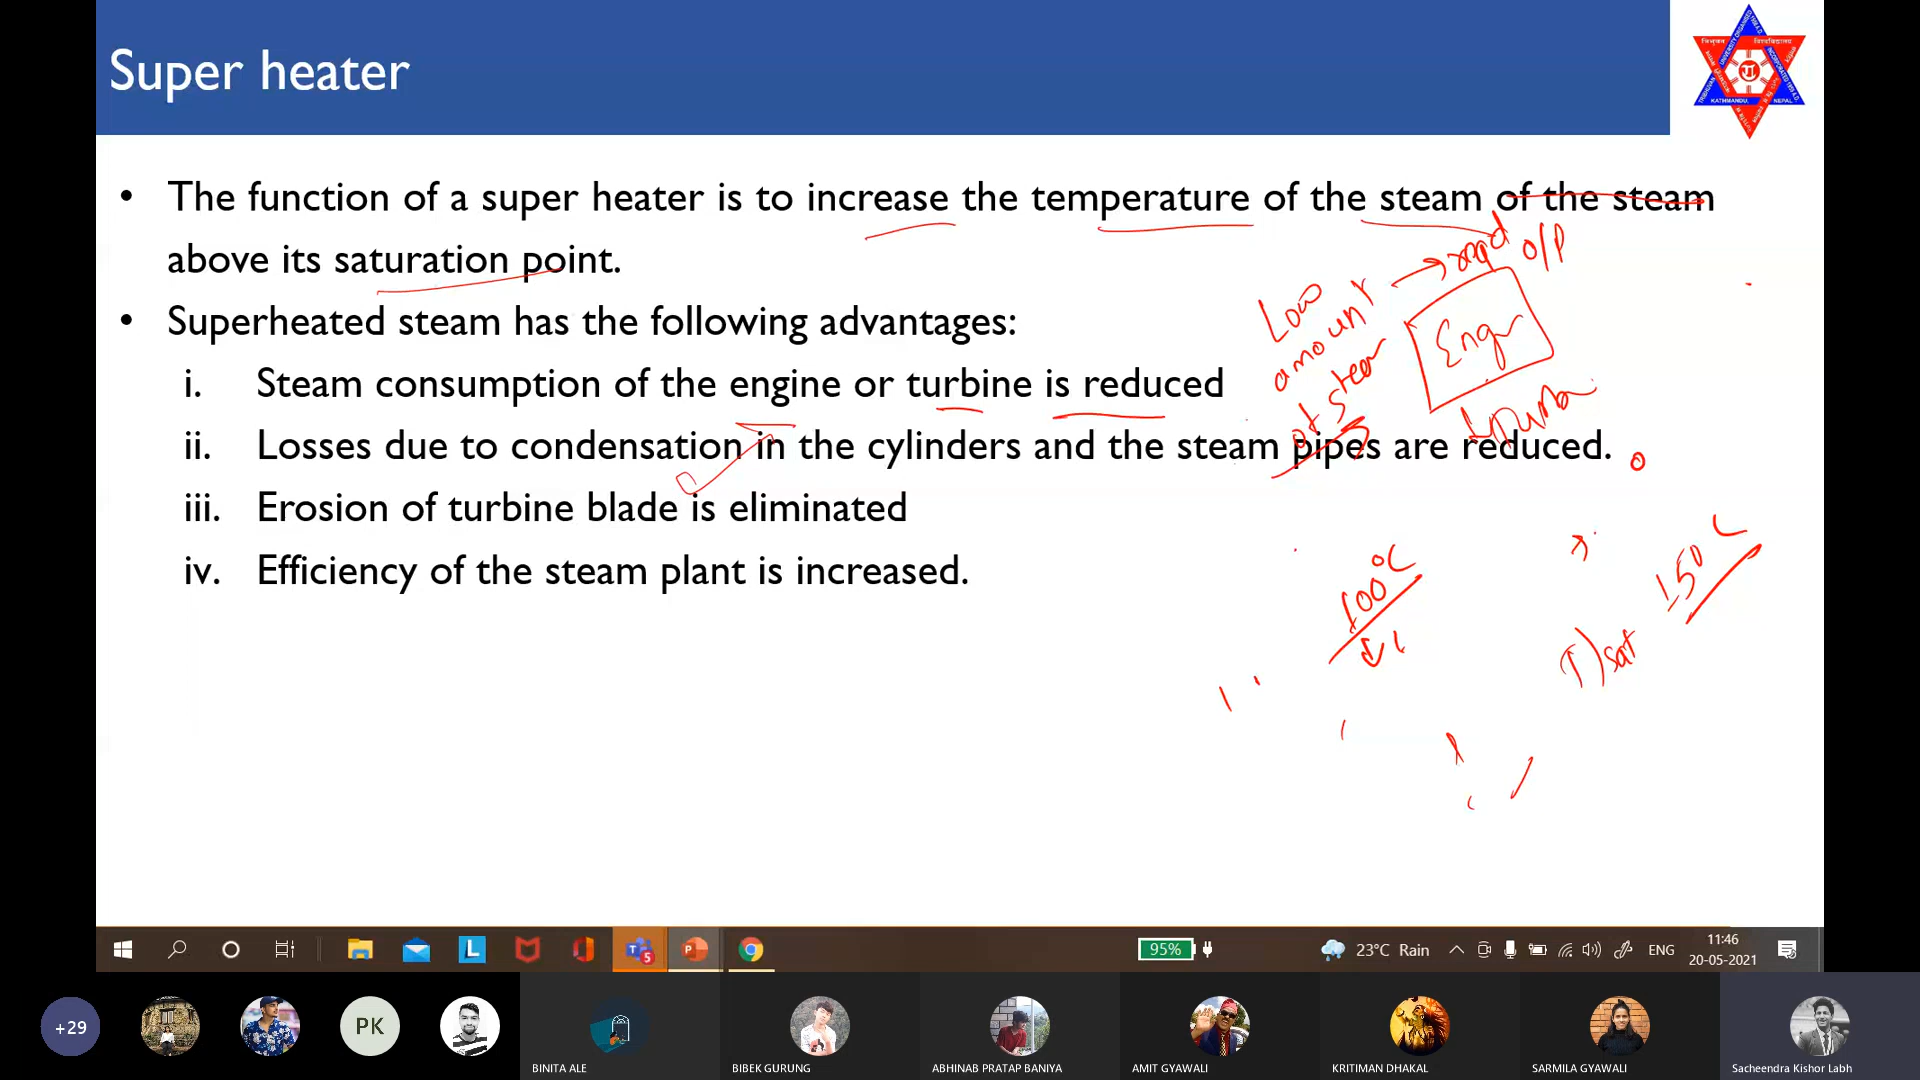 Super heater
• The function of a super heater is to increase the temperature of the steam of the steam
above its saturation point.
• Superheated steam has the following advantages:
i. Steam consumption of the engine or turbine is reduced
ii. Losses due to condensation in the cylinders and the steam pipes are reduced.
iii. Erosion of turbine blade is eliminated
iv. Efficiency of the steam plant is increased.
Low
amount
of
reqd o/p
100°C
150 C
T)sat
KATHMANDU, NEPAL
95%
23°C Rain
ENG
11:46
20-05-2021
+29
PK
BINITA ALE
BIBEK GURUNG
ABHINAB PRATAP BANIYA
AMIT GYAWALI
KRITIMAN DHAKAL
SARMILA GYAWALI
Sacheendra Kishor Labh